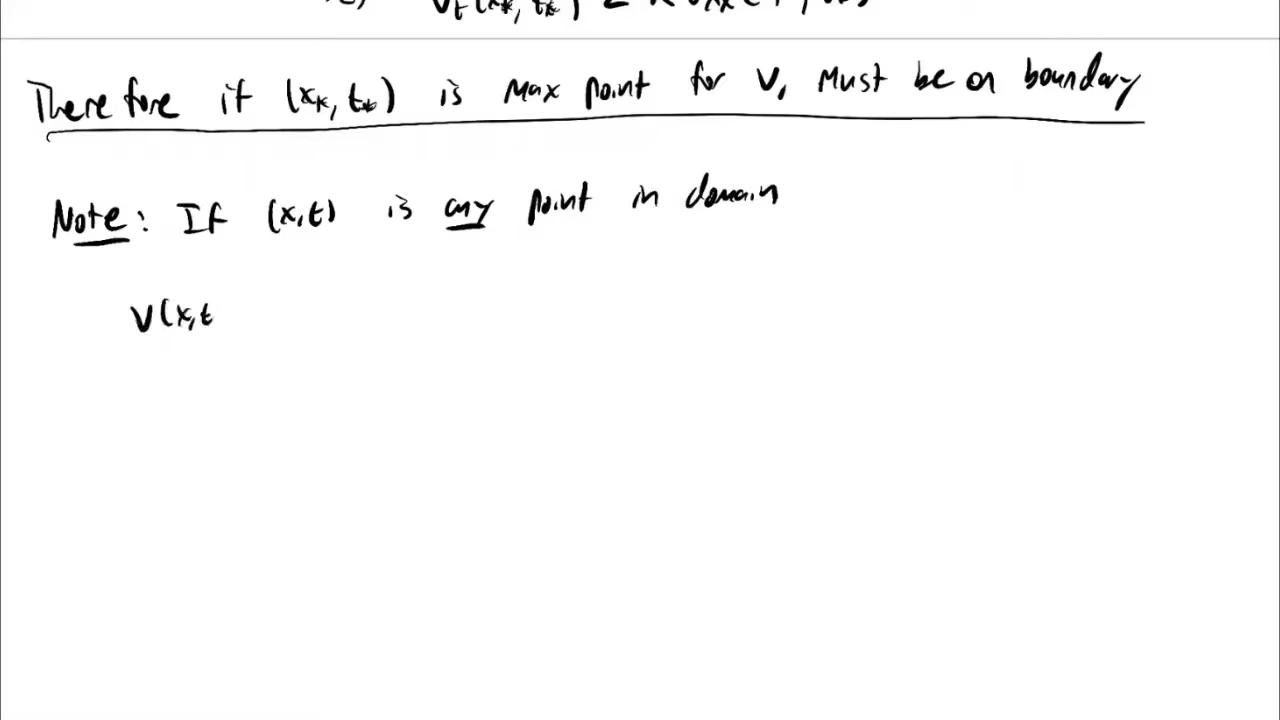 Therefore if (x*, t*) is max point for v, must be on boundary
Note: If (x,t) is any point in domain
v(x,t